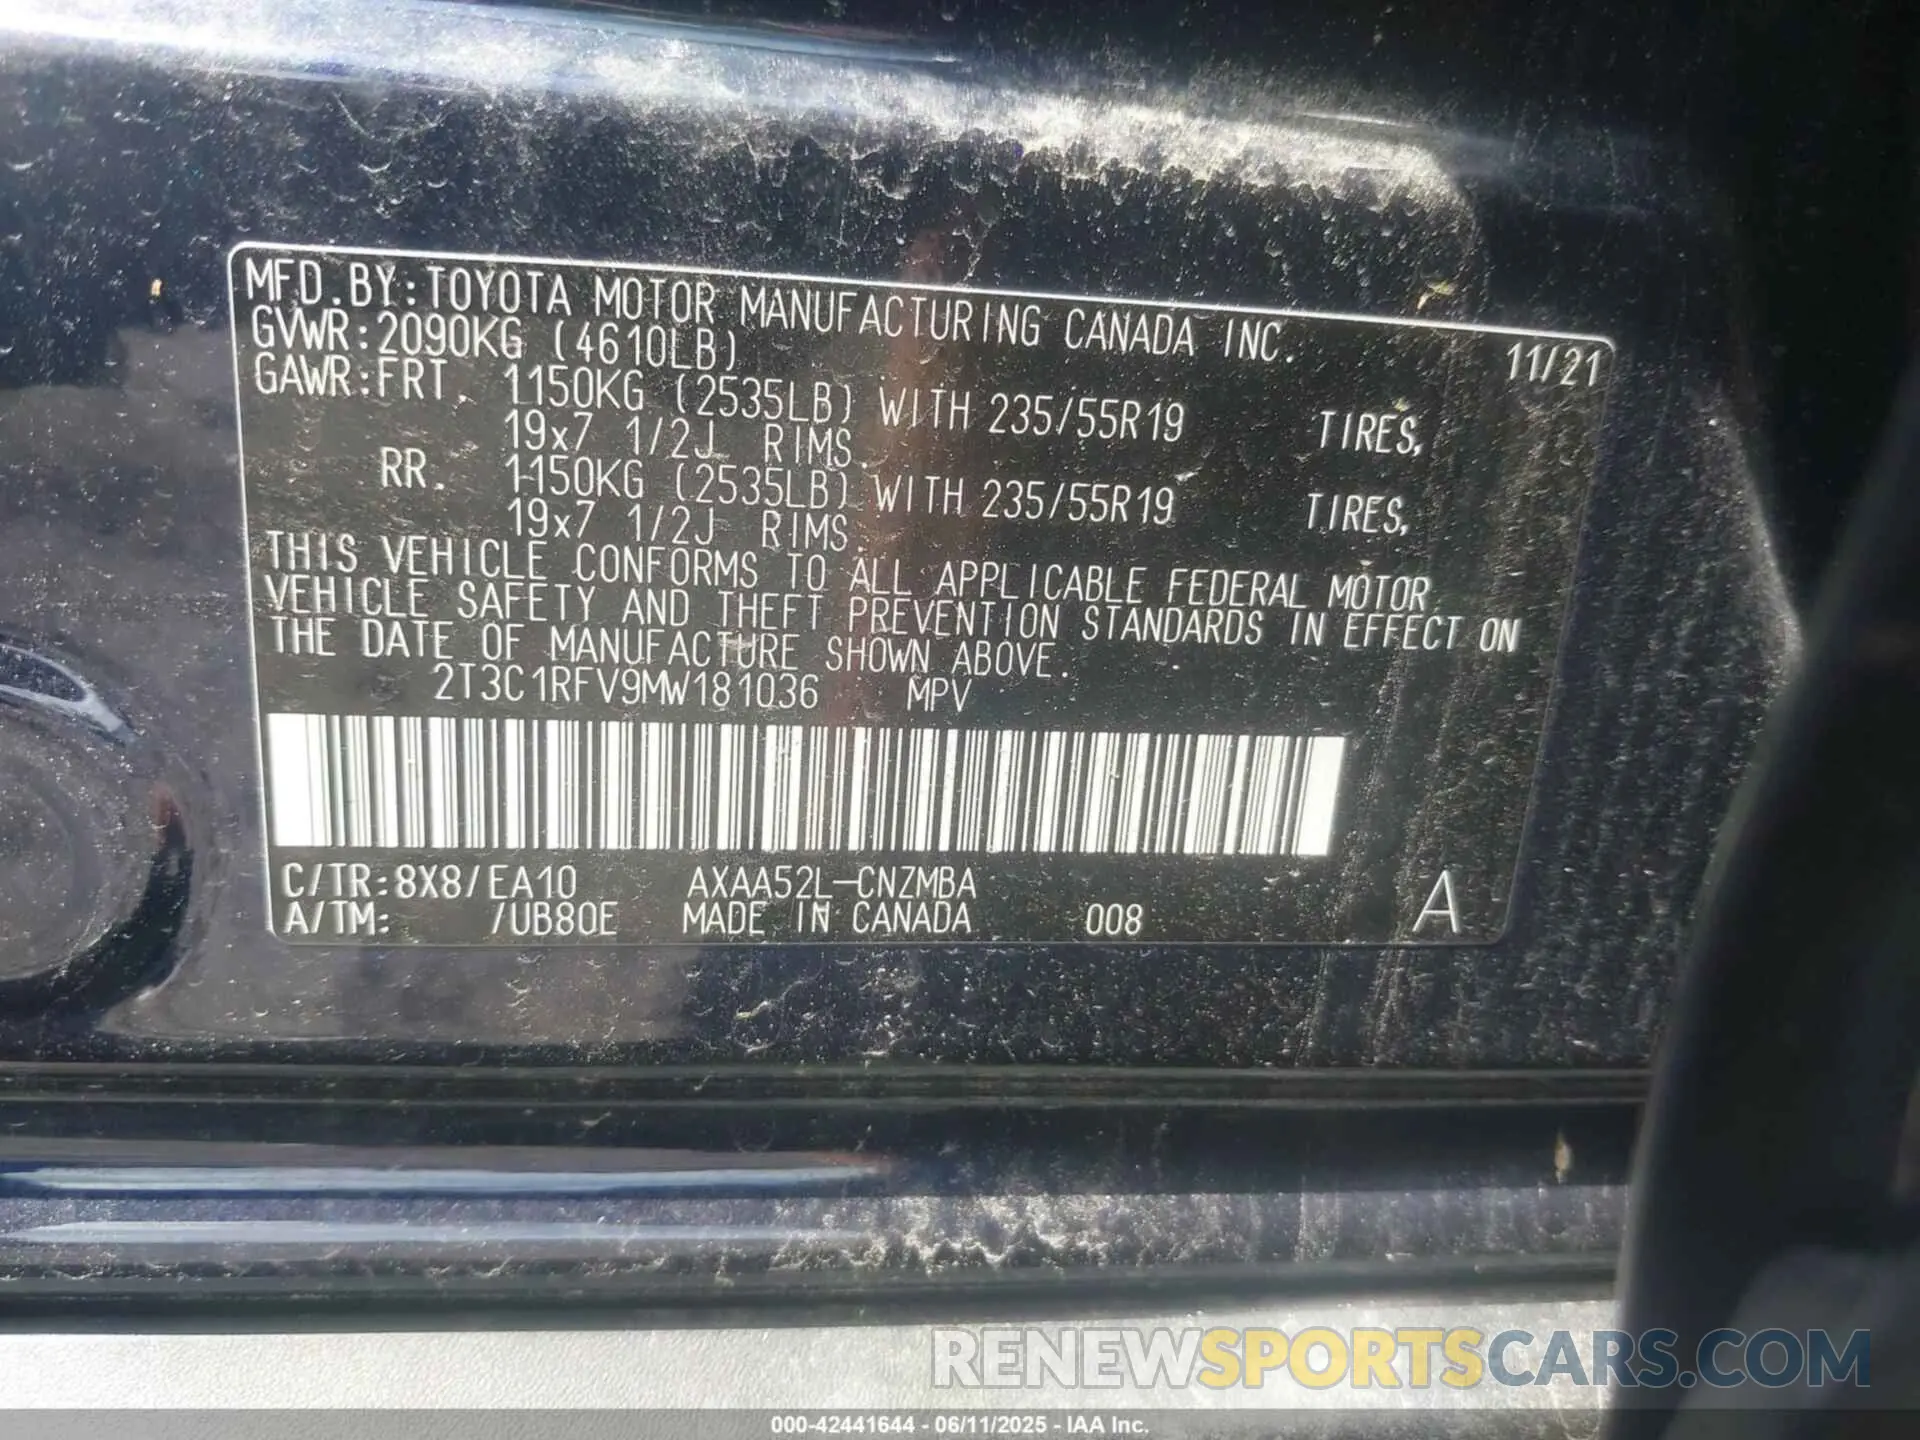 MFD.BY:TOYOTA MOTOR MANUFACTURING CANADA INC.
GVWR:2090KG (4610LB) 11/21
GAWR:FRT. 1150KG (2535LB) WITH 235/55R19 TIRES,
19x7 1/2J RIMS.
RR. 1150KG (2535LB) WITH 235/55R19 TIRES,
19x7 1/2J RIMS.
THIS VEHICLE CONFORMS TO ALL APPLICABLE FEDERAL MOTOR
VEHICLE SAFETY AND THEFT PREVENTION STANDARDS IN EFFECT ON
THE DATE OF MANUFACTURE SHOWN ABOVE.
2T3C1RFV9MW181036 MPV
C/TR:8X8/EA10 AXAA52L-CNZMBA
A/TM: /UB80E MADE IN CANADA 008 A
RENEWSPORTSCARS.COM
000-42441644 - 06/11/2025 - IAA Inc.